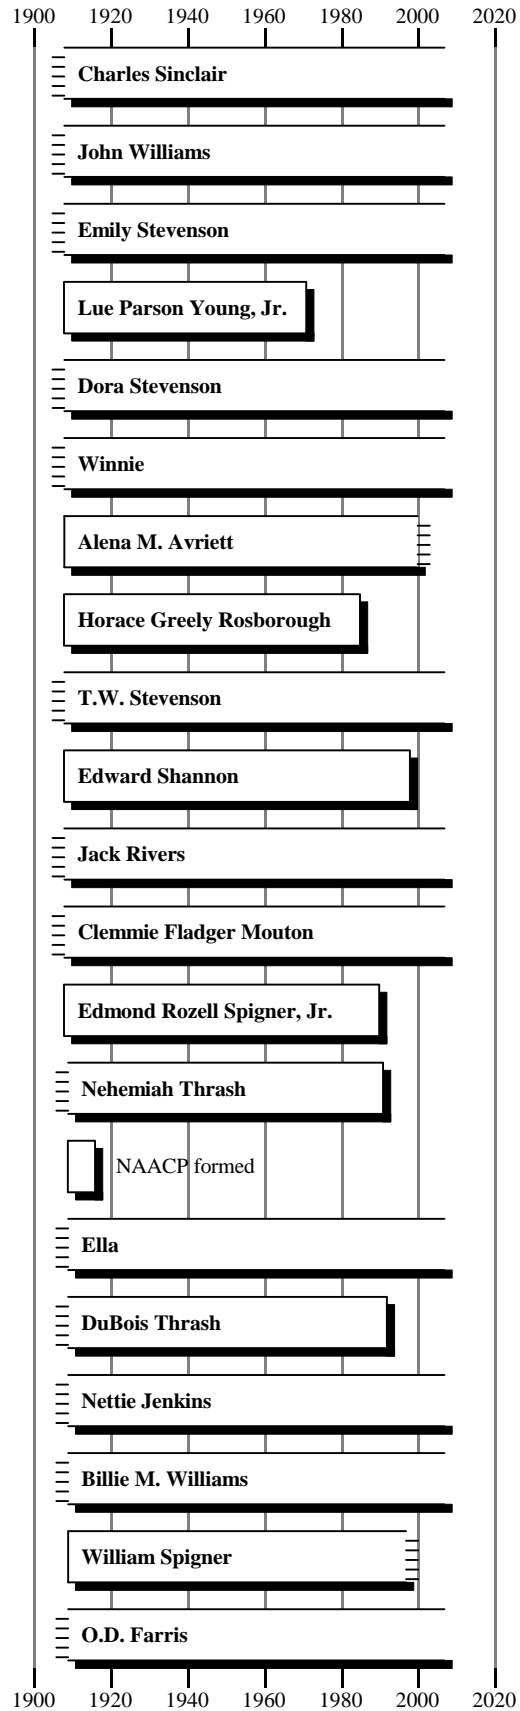 1900 1920 1940 1960 1980 2000 2020
Charles Sinclair
John Williams
Emily Stevenson
Lue Parson Young, Jr.
Dora Stevenson
Winnie
Alena M. Avriett
Horace Greely Rosborough
T.W. Stevenson
Edward Shannon
Jack Rivers
Clemmie Fladger Mouton
Edmond Rozell Spigner, Jr.
Nehemiah Thrash
NAACP formed
Ella
DuBois Thrash
Nettie Jenkins
Billie M. Williams
William Spigner
O.D. Farris
1900 1920 1940 1960 1980 2000 2020